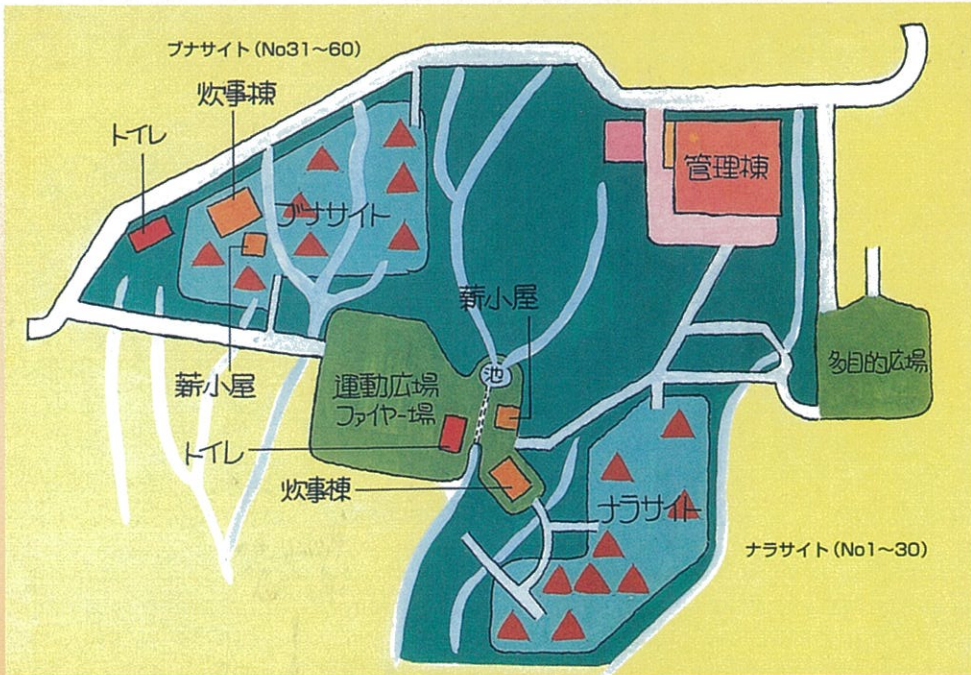 ブナサイト（No31～60）
炊事棟
トイレ
管理棟
ブナサイト
薪小屋
多目的広場
池
薪小屋
運動広場
ファイヤー場
トイレ
炊事棟
ナラサイト
ナラサイト（No1～30）